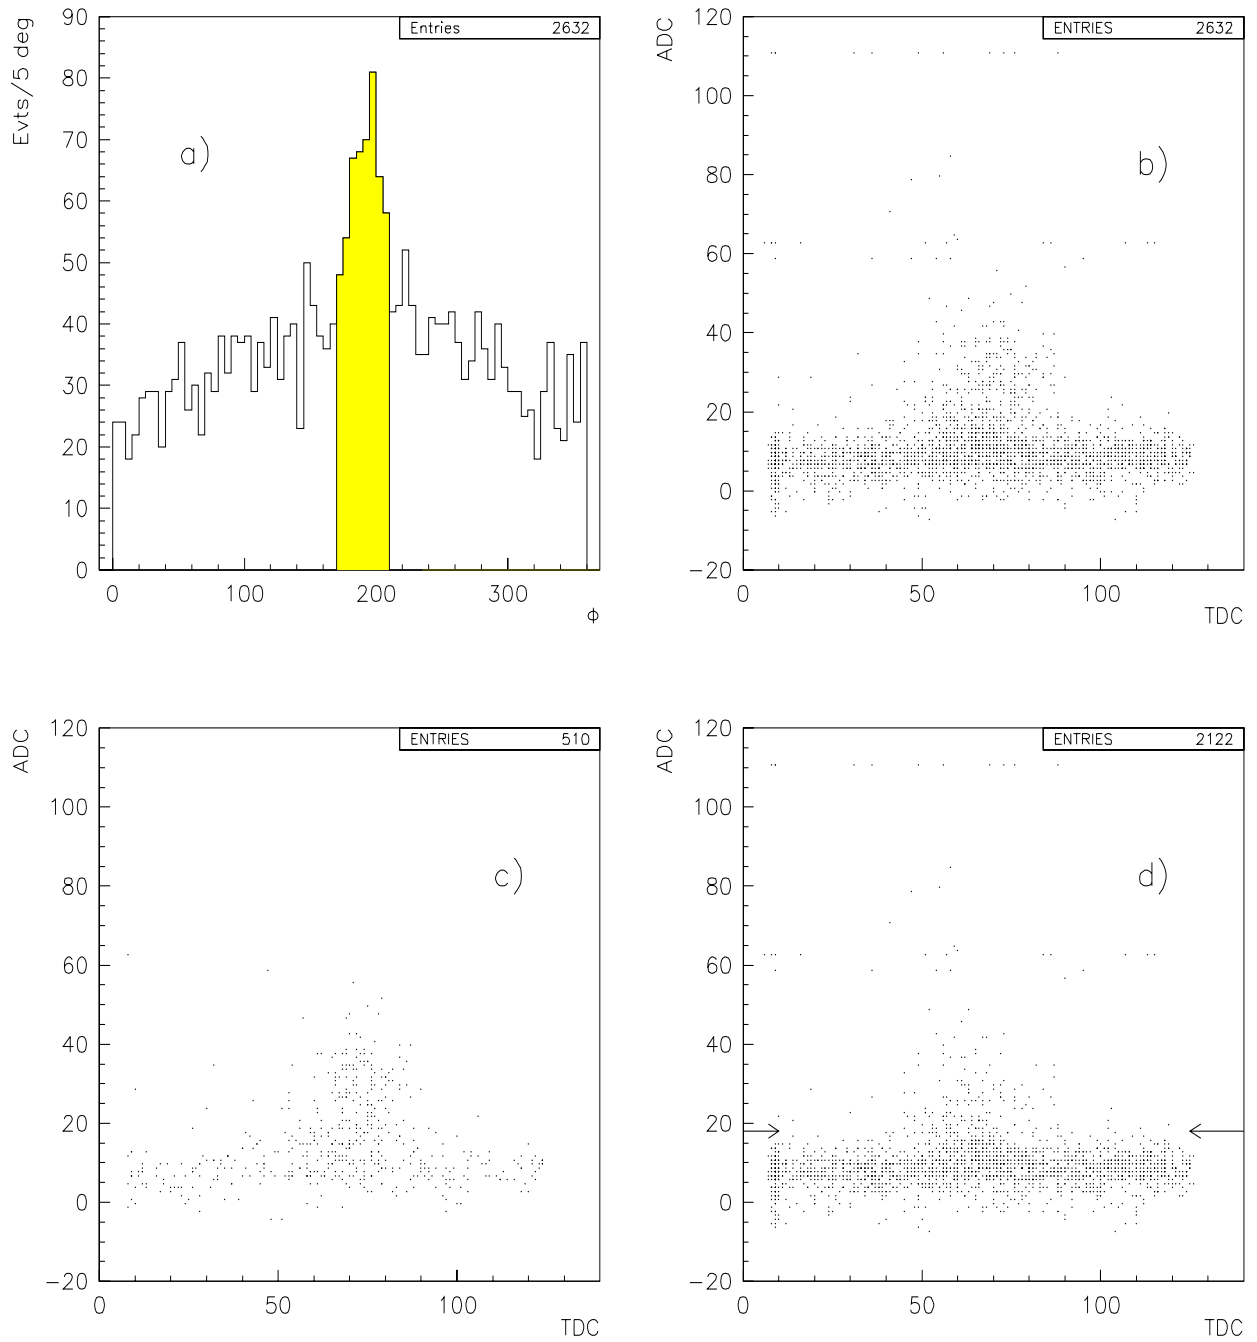 Evts/5 deg
90
80
70
60
50
40
30
20
10
0
Entries 2632
a)
0 100 200 300
ϕ
ADC
120
100
80
60
40
20
0
−20
ENTRIES 2632
b)
0 50 100
TDC
ADC
120
100
80
60
40
20
0
−20
ENTRIES 510
c)
0 50 100
TDC
ADC
120
100
80
60
40
20
0
−20
ENTRIES 2122
d)
0 50 100
TDC